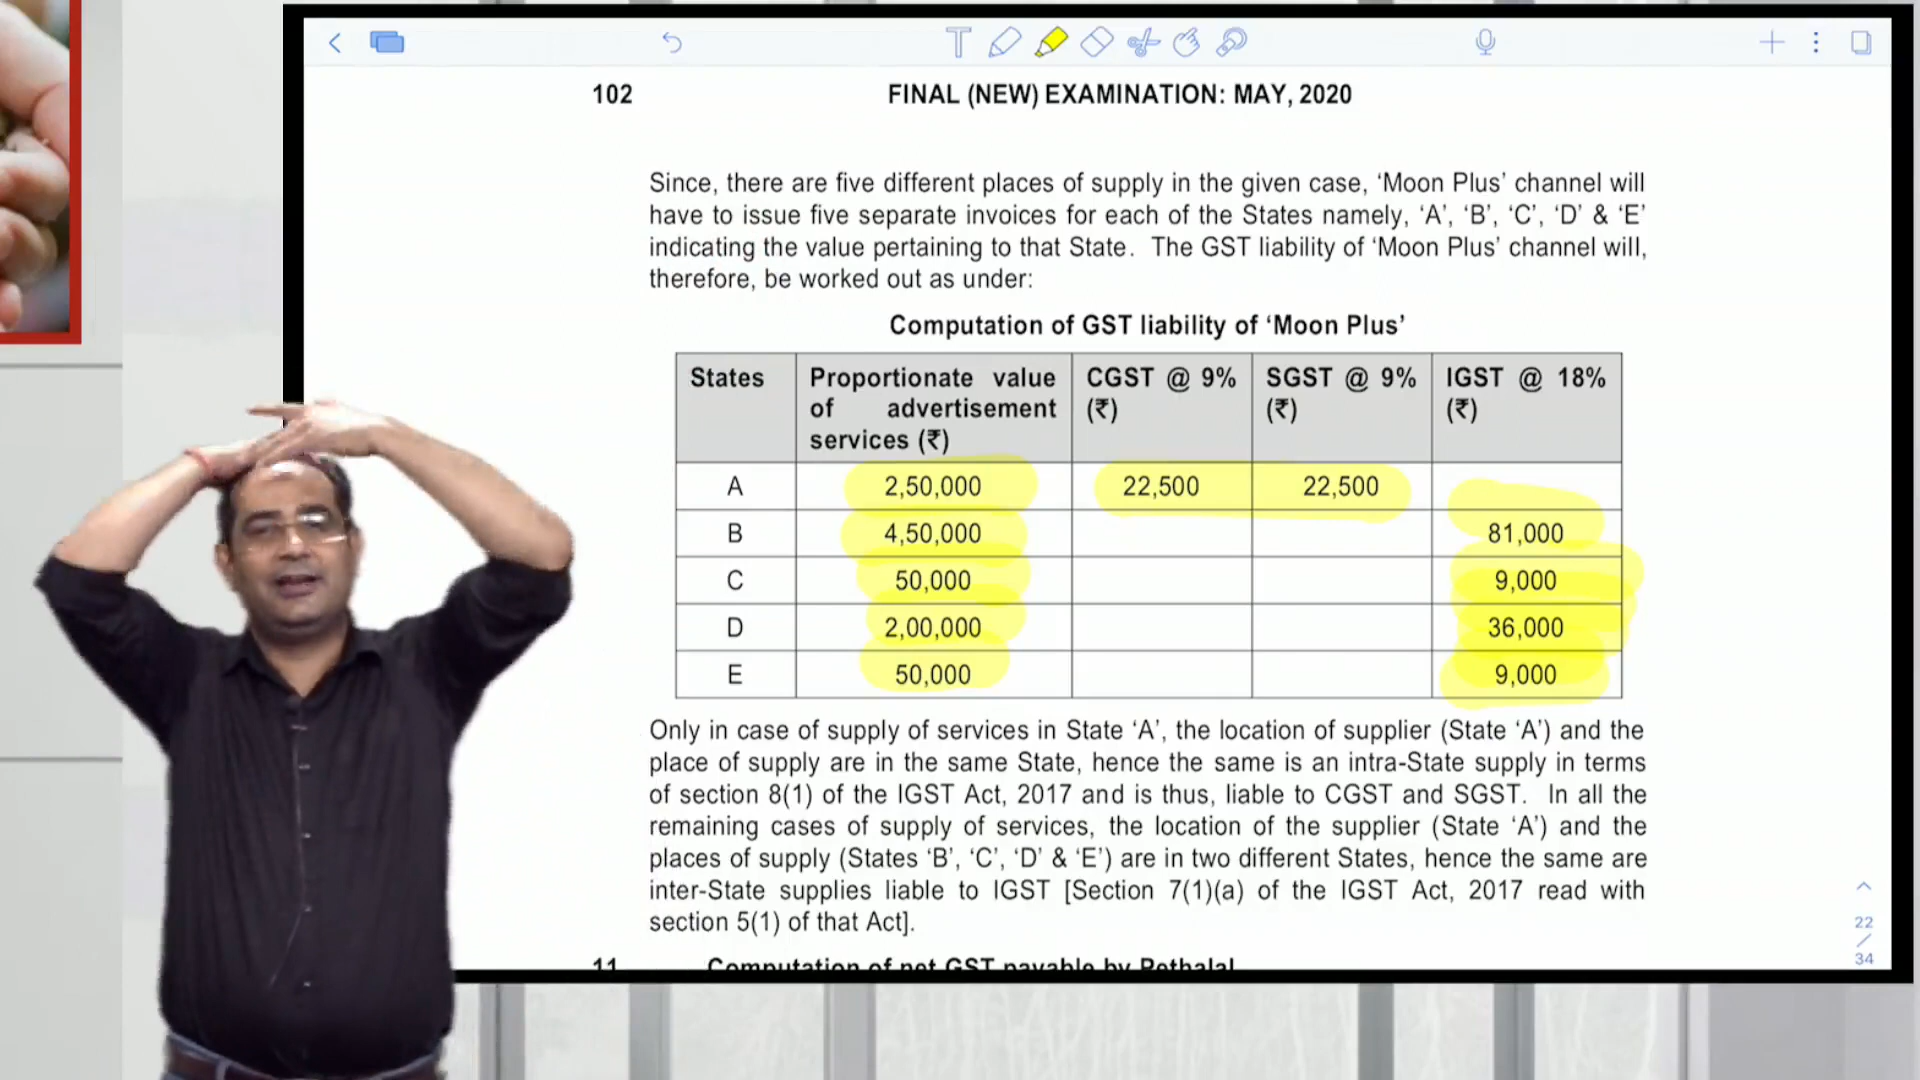 102 FINAL (NEW) EXAMINATION: MAY, 2020
Since, there are five different places of supply in the given case, ‘Moon Plus’ channel will
have to issue five separate invoices for each of the States namely, ‘A’, ‘B’, ‘C’, ‘D’ & ‘E’
indicating the value pertaining to that State. The GST liability of ‘Moon Plus’ channel will,
therefore, be worked out as under:
Computation of GST liability of ‘Moon Plus’
States Proportionate value of advertisement services (₹) CGST @ 9% (₹) SGST @ 9% (₹) IGST @ 18% (₹)
A 2,50,000 22,500 22,500
B 4,50,000 81,000
C 50,000 9,000
D 2,00,000 36,000
E 50,000 9,000
Only in case of supply of services in State ‘A’, the location of supplier (State ‘A’) and the
place of supply are in the same State, hence the same is an intra-State supply in terms
of section 8(1) of the IGST Act, 2017 and is thus, liable to CGST and SGST. In all the
remaining cases of supply of services, the location of the supplier (State ‘A’) and the
places of supply (States ‘B’, ‘C’, ‘D’ & ‘E’) are in two different States, hence the same are
inter-State supplies liable to IGST [Section 7(1)(a) of the IGST Act, 2017 read with
section 5(1) of that Act].
11 Computation of net GST payable by Pethalal
22
/
34